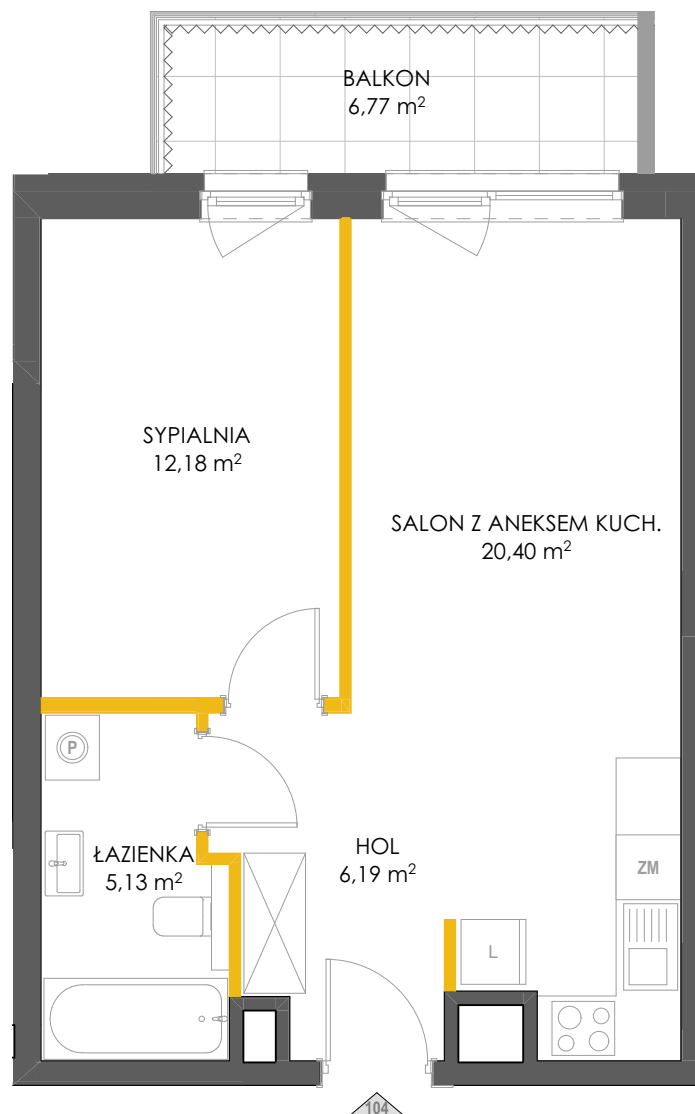 BALKON
6,77 m²
SYPIALNIA
12,18 m²
SALON Z ANEKSEM KUCH.
20,40 m²
P
ŁAZIENKA
5,13 m²
HOL
6,19 m²
ZM
L
104